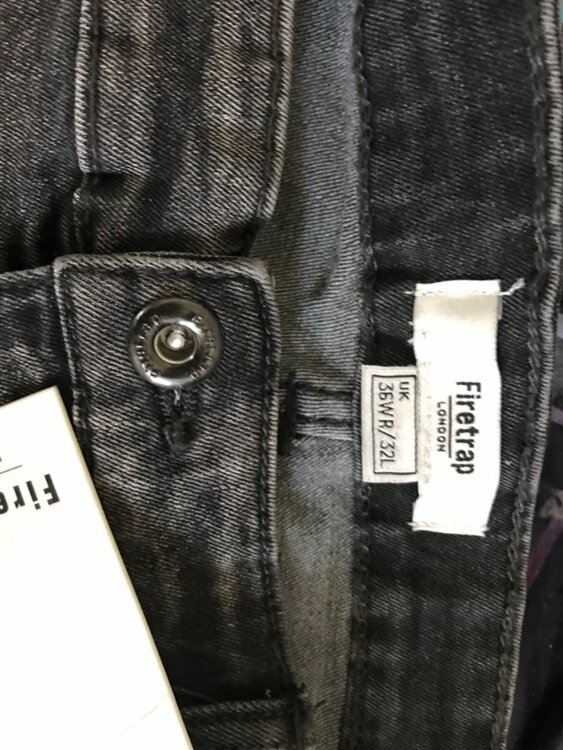 Firetrap
LONDON
UK
36WR/32L
Fire